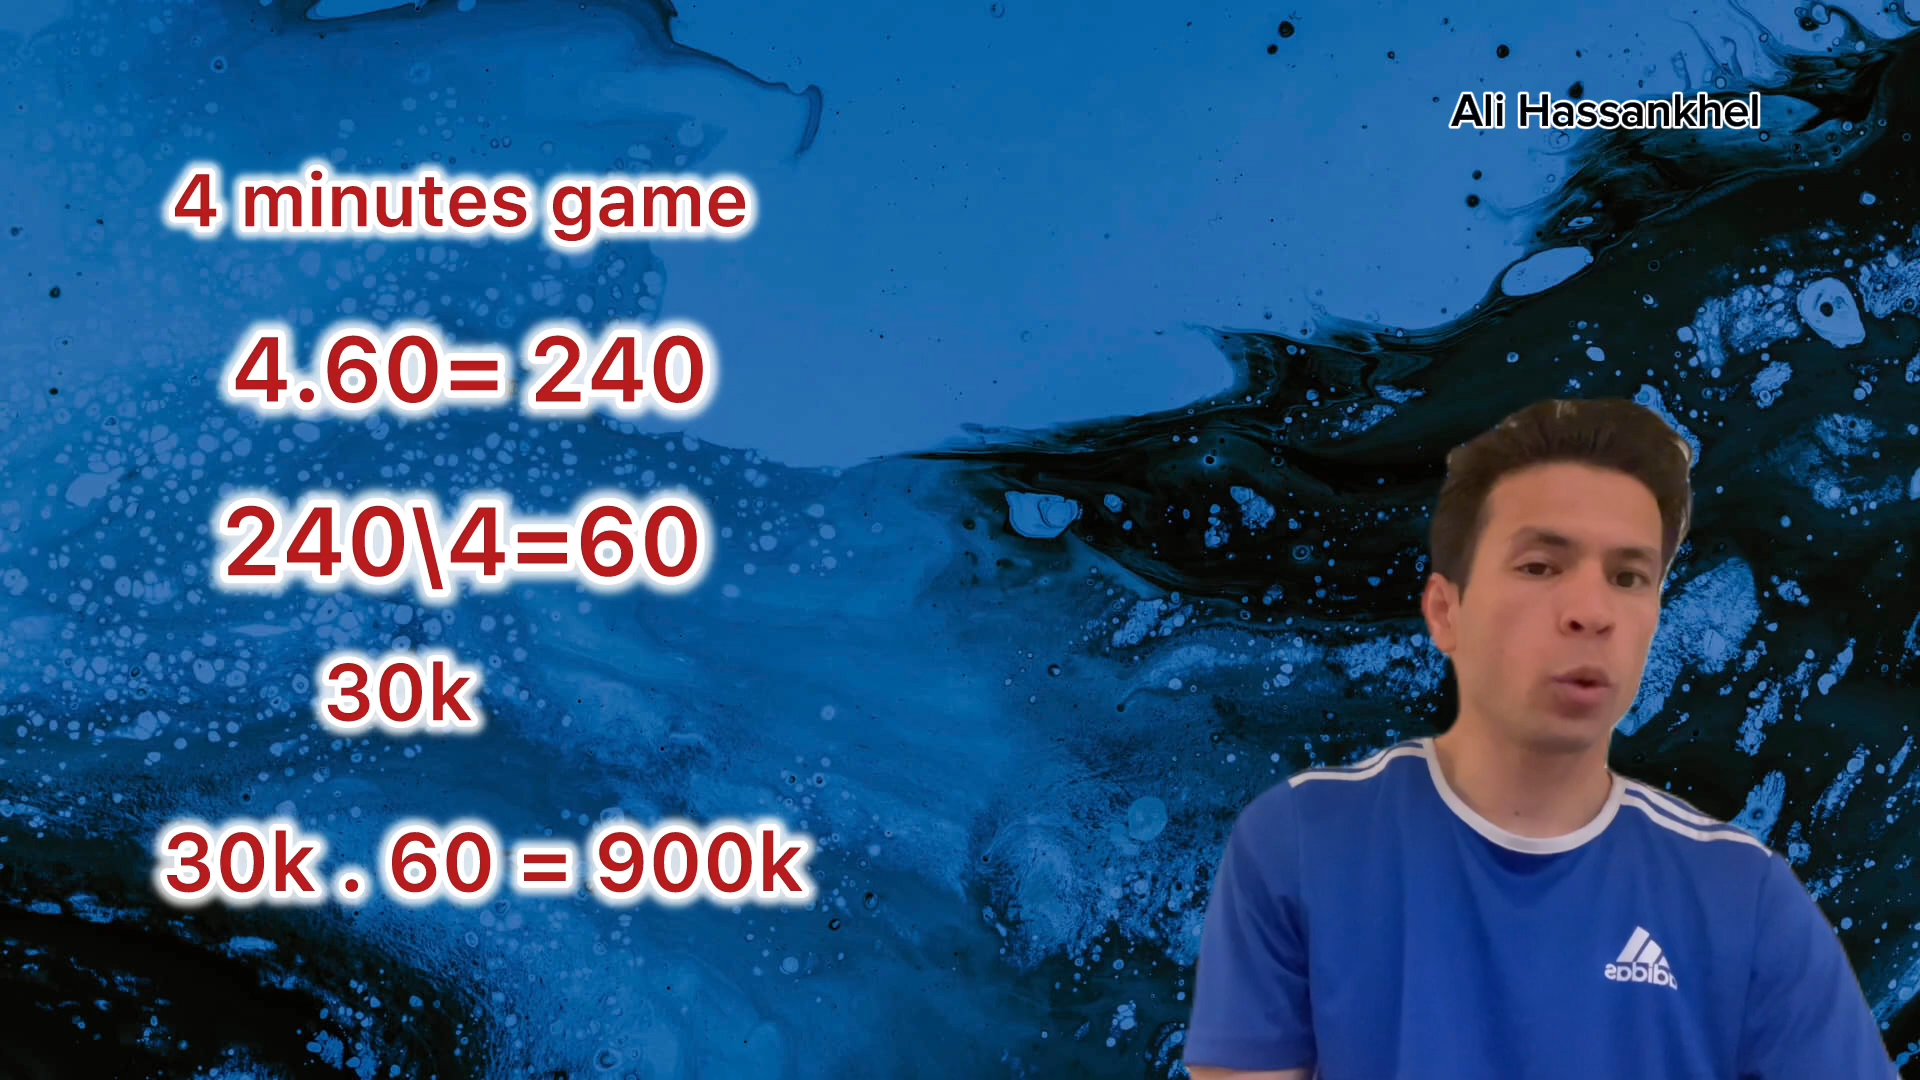 Ali Hassankhel
4 minutes game
4.60= 240
240\4=60
30k
30k . 60 = 900k
adidas